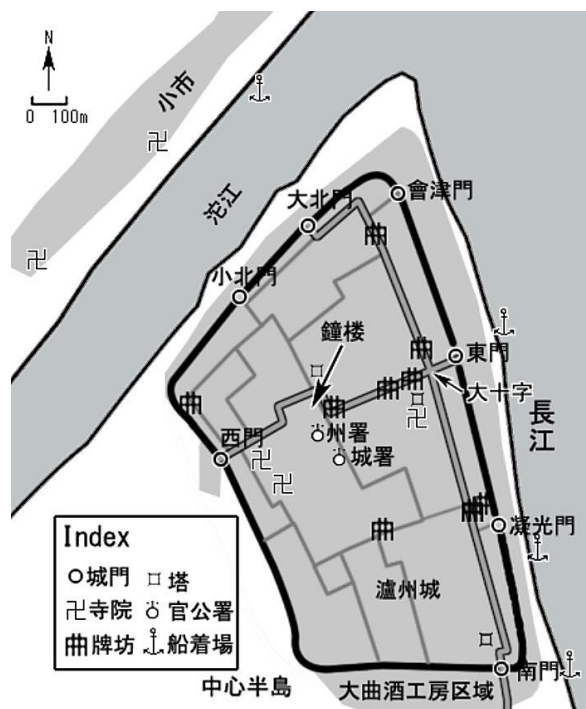 N
0 100m
小市
沱江
大北門
會津門
小北門
鐘楼
東門
大十字
長江
州署
城署
西門
凝光門
瀘州城
Index
城門
塔
寺院
官公署
牌坊
船着場
南門
中心半島
大曲酒工房区域